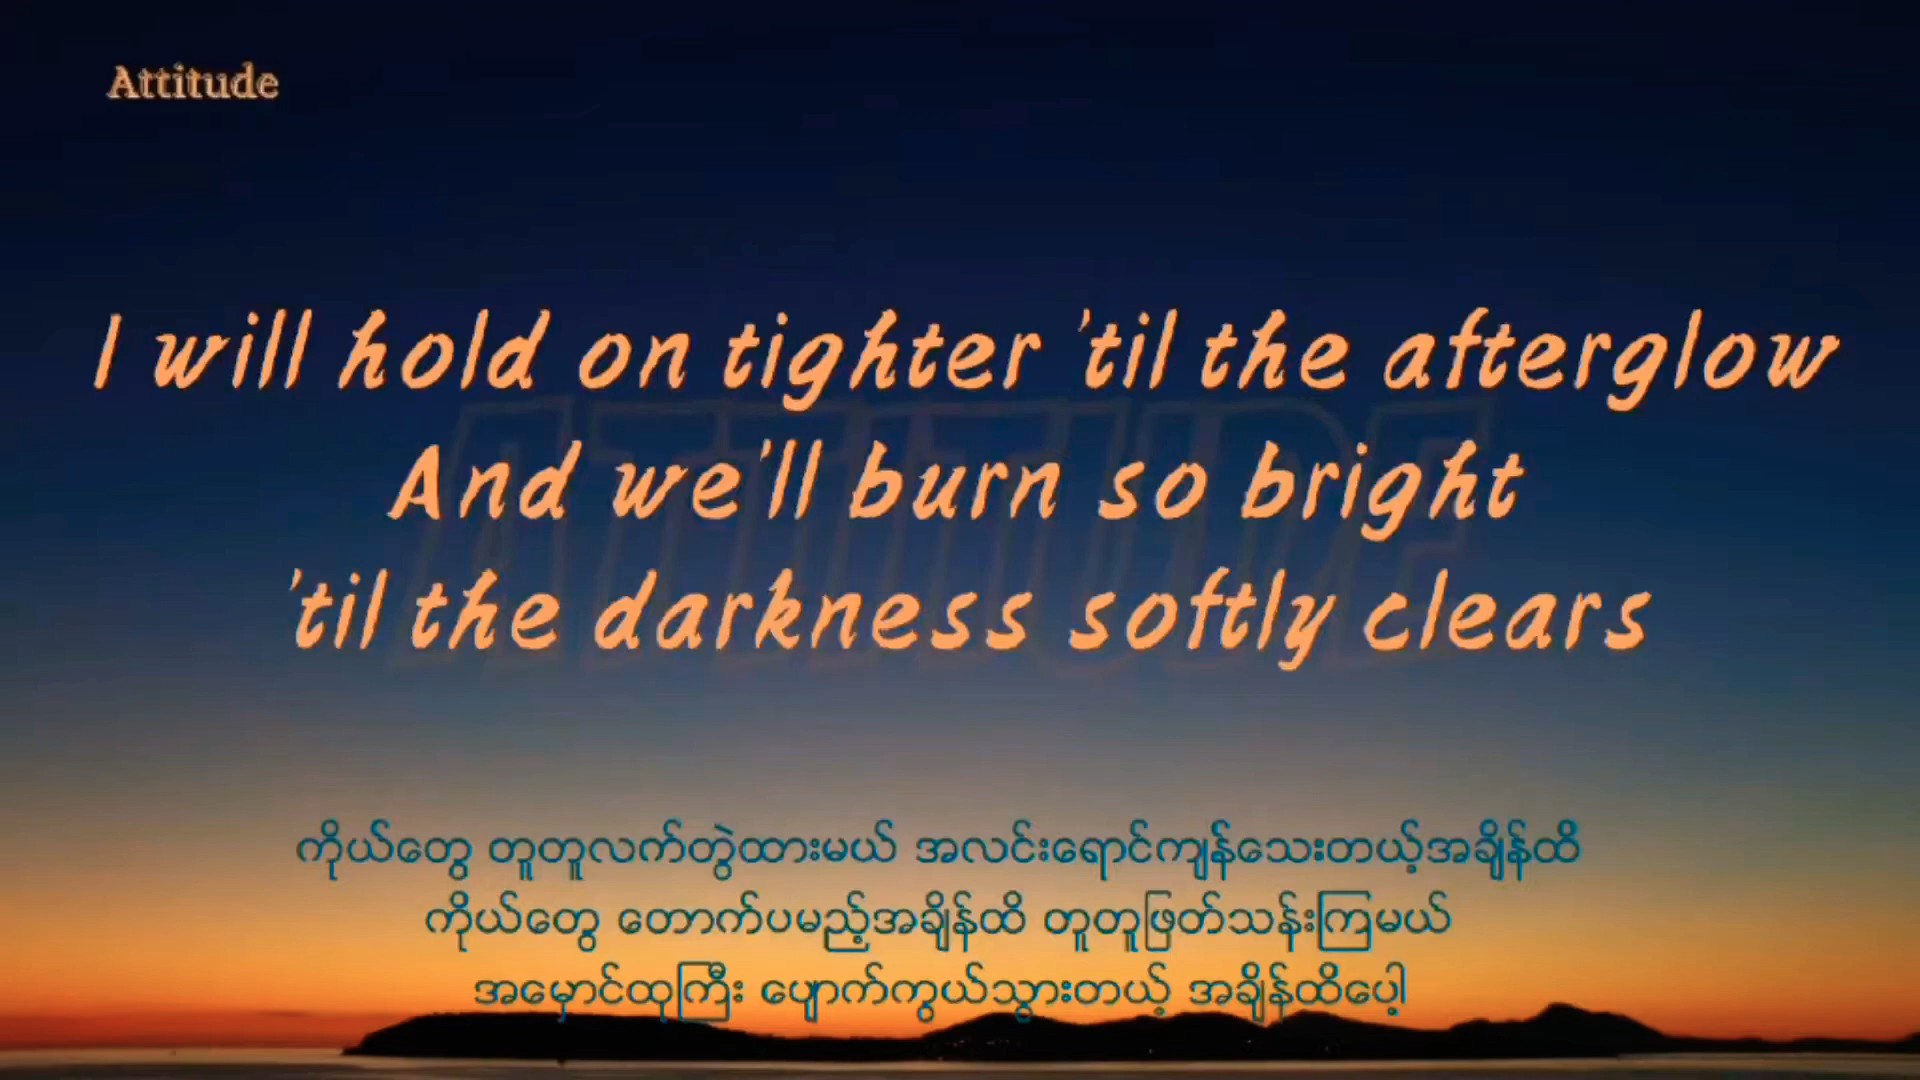 Attitude
I will hold on tighter 'til the afterglow
ATTITUDE
And we'll burn so bright
'til the darkness softly clears
ကိုယ်တွေ တူတူလက်တွဲထားမယ် အလင်းရောင်ကျန်သေးတယ့်အချိန်ထိ
ကိုယ်တွေ တောက်ပမည့်အချိန်ထိ တူတူဖြတ်သန်းကြမယ်
အမှောင်ထုကြီး ပျောက်ကွယ်သွားတယ့် အချိန်ထိပေါ့